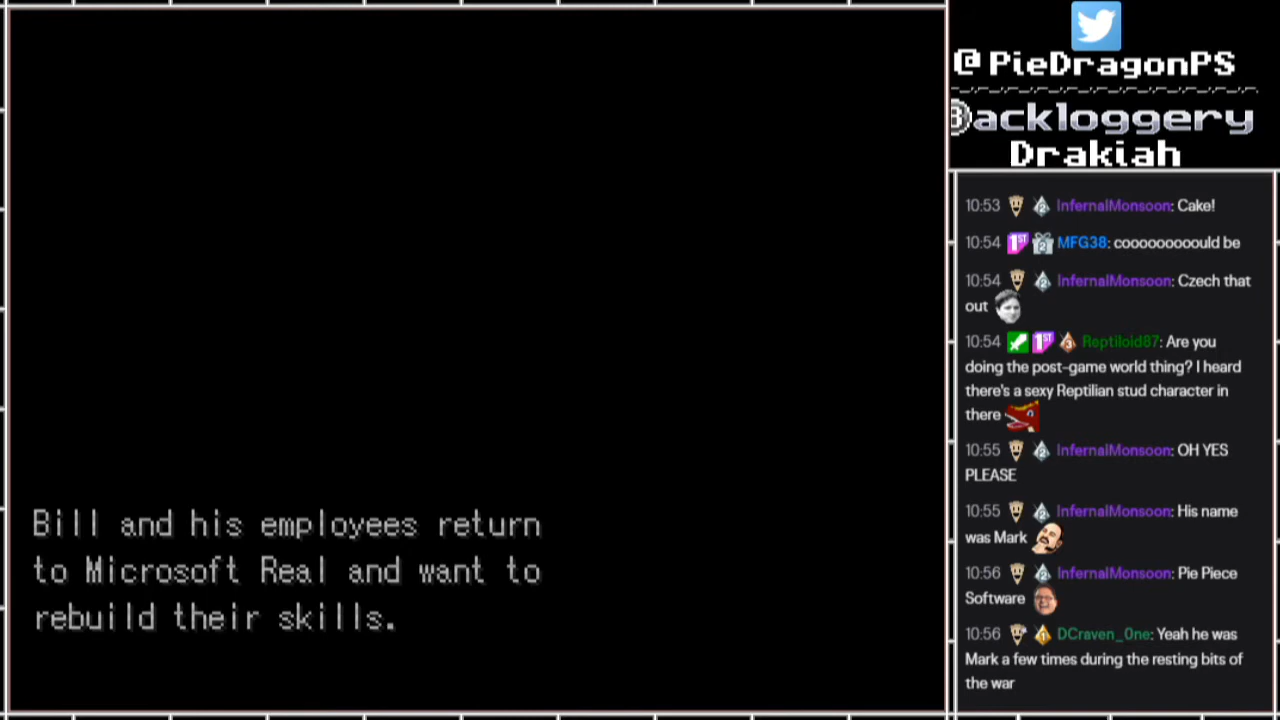 @PieDragonPS
Backloggery
Drakiah
10:53 InfernalMonsoon: Cake!
10:54 MFG38: cooooooooould be
10:54 InfernalMonsoon: Czech that
out
10:54 Reptiloid87: Are you
doing the post-game world thing? I heard
there's a sexy Reptilian stud character in
there
10:55 InfernalMonsoon: OH YES
PLEASE
10:55 InfernalMonsoon: His name
was Mark
10:56 InfernalMonsoon: Pie Piece
Software
10:56 DCraven_One: Yeah he was
Mark a few times during the resting bits of
the war
Bill and his employees return
to Microsoft Real and want to
rebuild their skills.